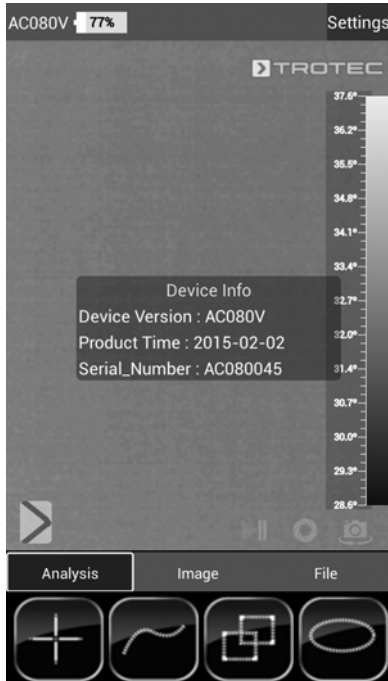 AC080V 77% Settings
TROTEC
37.6°
36.2°
35.5°
34.8°
34.1°
33.4°
Device Info
32.7°
Device Version : AC080V
32.0°
Product Time : 2015-02-02
31.4°
Serial_Number : AC080045
30.7°
30.0°
29.3°
28.6°
Analysis Image File